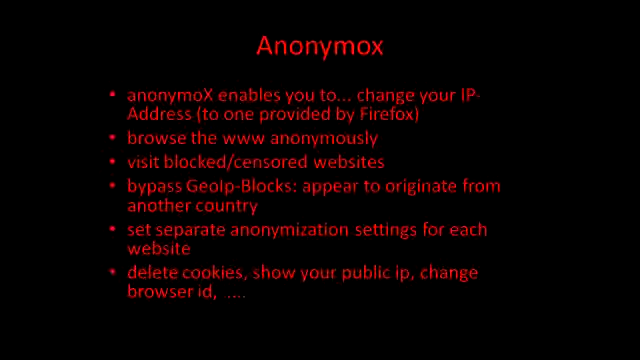 Anonymox
• anonymoX enables you to... change your IP-
Address (to one provided by Firefox)
• browse the www anonymously
• visit blocked/censored websites
• bypass GeoIp-Blocks: appear to originate from
another country
• set separate anonymization settings for each
website
• delete cookies, show your public ip, change
browser id, ....